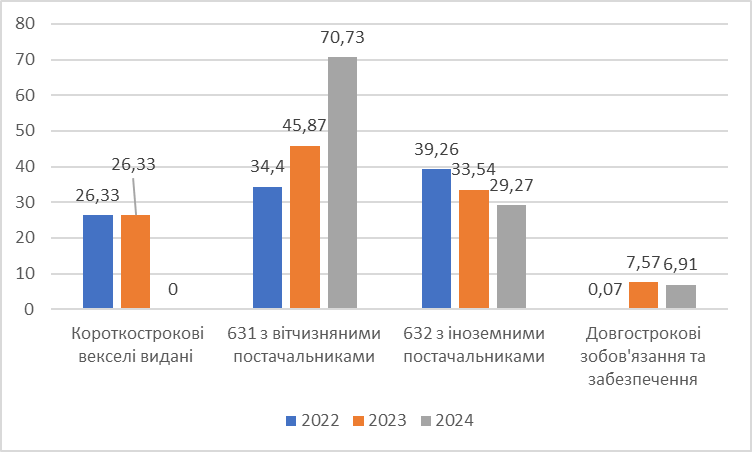 80
70
60
50
40
30
20
10
0
26,33
26,33
0
34,4
45,87
70,73
39,26
33,54
29,27
0,07
7,57
6,91
Короткострокові
векселі видані
631 з вітчизняними
постачальниками
632 з іноземними
постачальниками
Довгострокові
зобов'язання та
забезпечення
2022
2023
2024